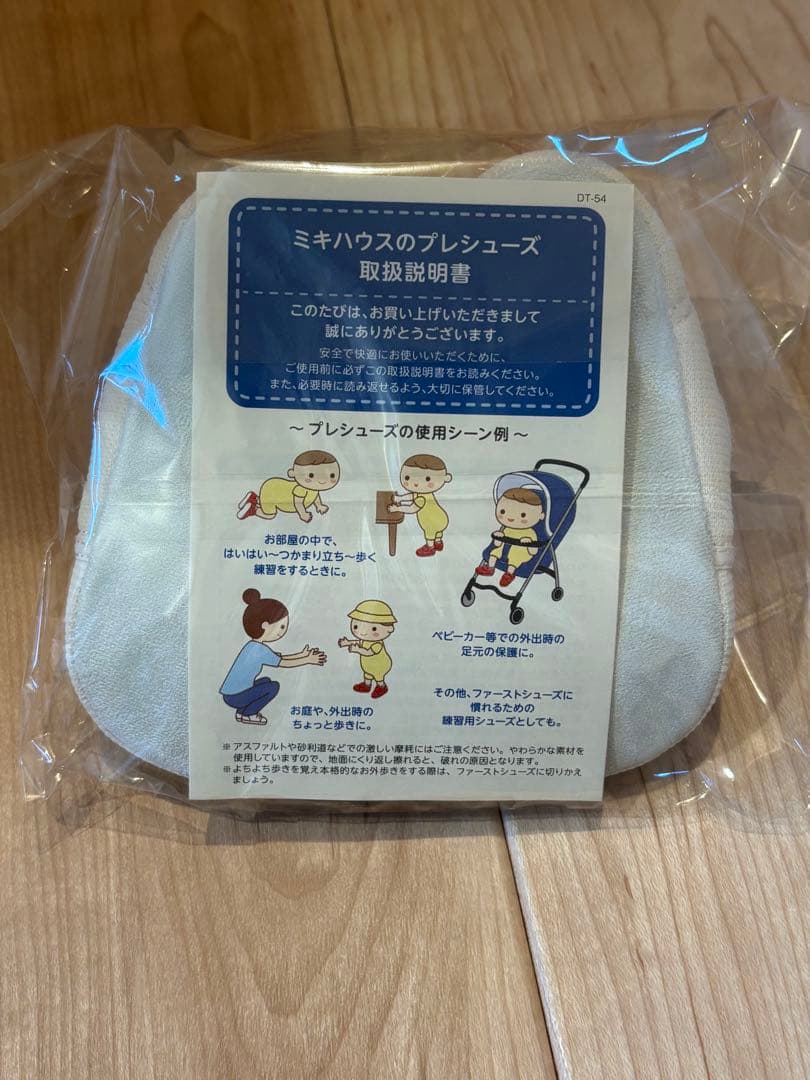 DT-54
ミキハウスのプレシューズ
取扱説明書
このたびは、お買い上げいただきまして
誠にありがとうございます。
安全で快適にお使いいただくために、
ご使用前に必ずこの取扱説明書をお読みください。
また、必要時に読み返せるよう、大切に保管してください。
～ プレシューズの使用シーン例 ～
お部屋の中で、
はいはい～つかまり立ち～歩く
練習をするときに。
ベビーカー等での外出時の
足元の保護に。
お庭や、外出時の
ちょっと歩きに。
その他、ファーストシューズに
慣れるための
練習用シューズとしても。
※アスファルトや砂利道などでの激しい摩耗にはご注意ください。やわらかな素材を
使用していますので、地面にくり返し擦れると、破れの原因となります。
※よちよち歩きを覚え本格的なお外歩きをする際は、ファーストシューズに切りかえ
ましょう。